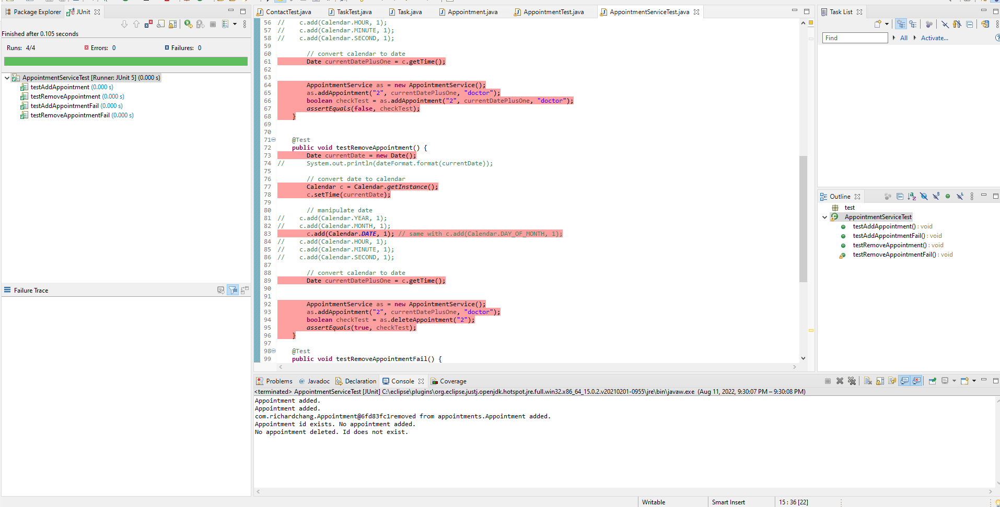 Package Explorer JUnit
Finished after 0.105 seconds
Runs: 4/4 Errors: 0 Failures: 0
AppointmentServiceTest [Runner: JUnit 5] (0.000 s)
testAddAppointment (0.000 s)
testRemoveAppointment (0.000 s)
testAddAppointmentFail (0.000 s)
testRemoveAppointmentFail (0.000 s)
Failure Trace
ContactTest.java TaskTest.java Task.java Appointment.java AppointmentTest.java AppointmentServiceTest.java
56 // c.add(Calendar.HOUR, 1);
57 // c.add(Calendar.MINUTE, 1);
58 // c.add(Calendar.SECOND, 1);
59
60 // convert calendar to date
61 Date currentDatePlusOne = c.getTime();
62
63
64 AppointmentService as = new AppointmentService();
65 as.addAppointment("2", currentDatePlusOne, "doctor");
66 boolean checkTest = as.addAppointment("2", currentDatePlusOne, "doctor");
67 assertEquals(false, checkTest);
68 }
69
70
71 @Test
72 public void testRemoveAppointment() {
73 Date currentDate = new Date();
74 // System.out.println(dateFormat.format(currentDate));
75
76 // convert date to calendar
77 Calendar c = Calendar.getInstance();
78 c.setTime(currentDate);
79
80 // manipulate date
81 // c.add(Calendar.YEAR, 1);
82 // c.add(Calendar.MONTH, 1);
83 c.add(Calendar.DATE, 1); // same with c.add(Calendar.DAY_OF_MONTH, 1);
84 // c.add(Calendar.HOUR, 1);
85 // c.add(Calendar.MINUTE, 1);
86 // c.add(Calendar.SECOND, 1);
87
88 // convert calendar to date
89 Date currentDatePlusOne = c.getTime();
90
91
92 AppointmentService as = new AppointmentService();
93 as.addAppointment("2", currentDatePlusOne, "doctor");
94 boolean checkTest = as.deleteAppointment("2");
95 assertEquals(true, checkTest);
96 }
97
98 @Test
99 public void testRemoveAppointmentFail() {
Task List
Find All Activate...
Outline
test
AppointmentServiceTest
testAddAppointment() : void
testAddAppointmentFail() : void
testRemoveAppointment() : void
testRemoveAppointmentFail() : void
Problems @ Javadoc Declaration Console Coverage
<terminated> AppointmentServiceTest [JUnit] C:\eclipse\plugins\org.eclipse.justj.openjdk.hotspot.jre.full.win32.x86_64_15.0.2.v20210201-0955\jre\bin\javaw.exe (Aug 11, 2022, 9:30:07 PM – 9:30:08 PM)
Appointment added.
Appointment added.
com.richardchang.Appointment@6fd83fc1removed from appointments.Appointment added.
Appointment id exists. No appointment added.
No appointment deleted. Id does not exist.
Writable Smart Insert 15 : 36 [22]